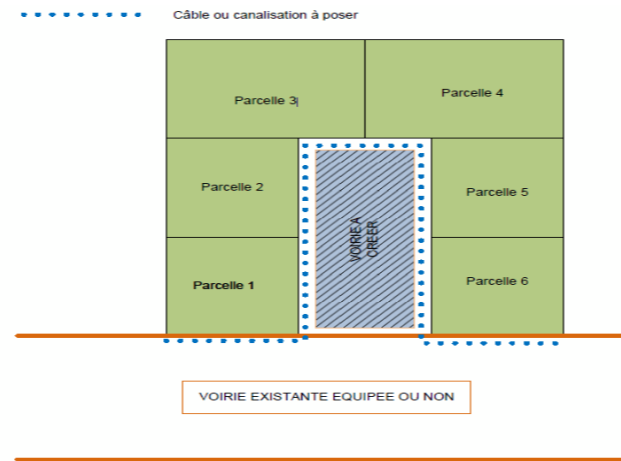 Câble ou canalisation à poser
Parcelle 3
Parcelle 4
Parcelle 2
Parcelle 5
VOIRIE A
CREER
Parcelle 1
Parcelle 6
VOIRIE EXISTANTE EQUIPEE OU NON